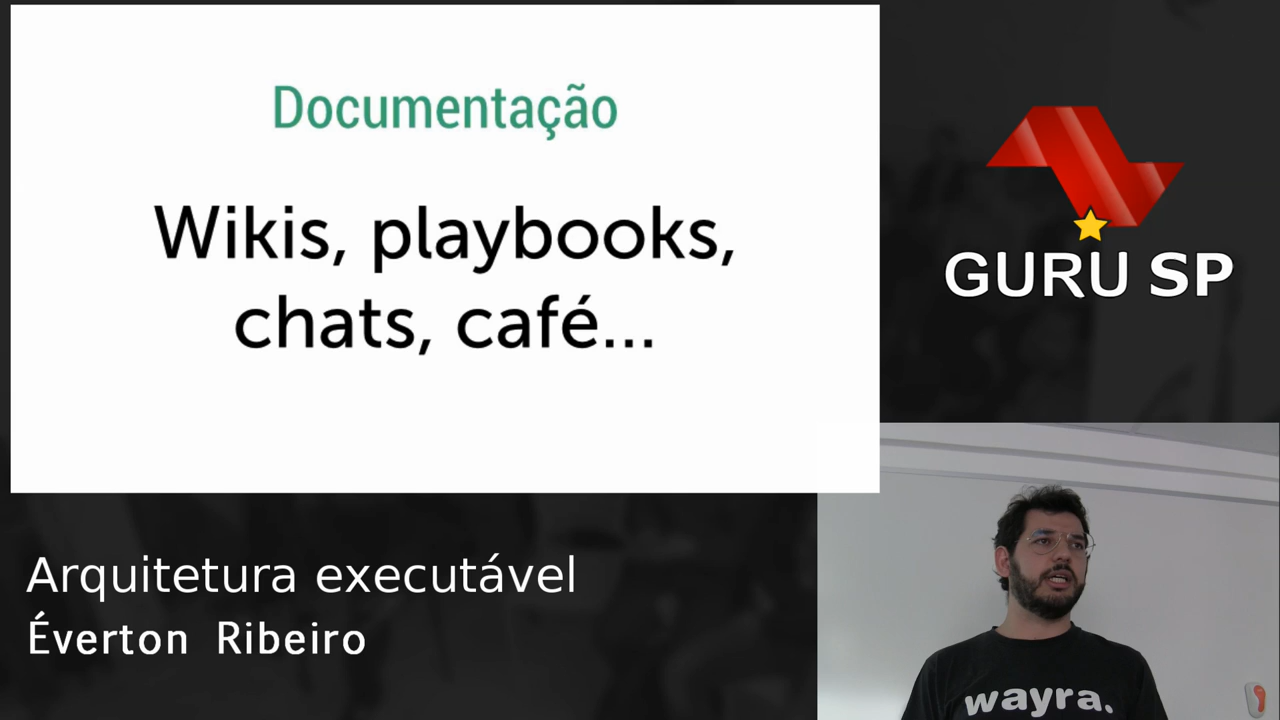 Documentação
Wikis, playbooks,
chats, café...
GURU SP
Arquitetura executável
Éverton Ribeiro
wayra.